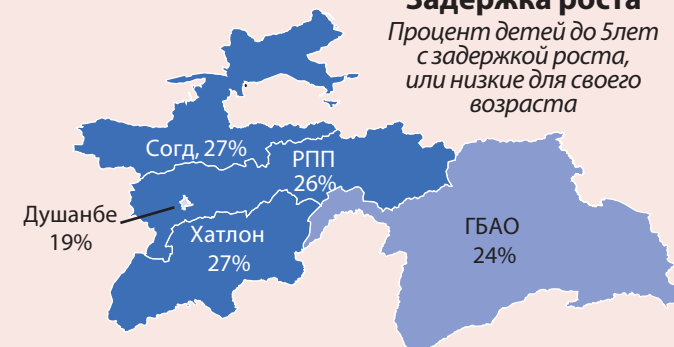 Задержка роста
Процент детей до 5лет
с задержкой роста,
или низкие для своего
возраста
Согд, 27%
РПП
26%
Душанбе
19%
Хатлон
27%
ГБАО
24%